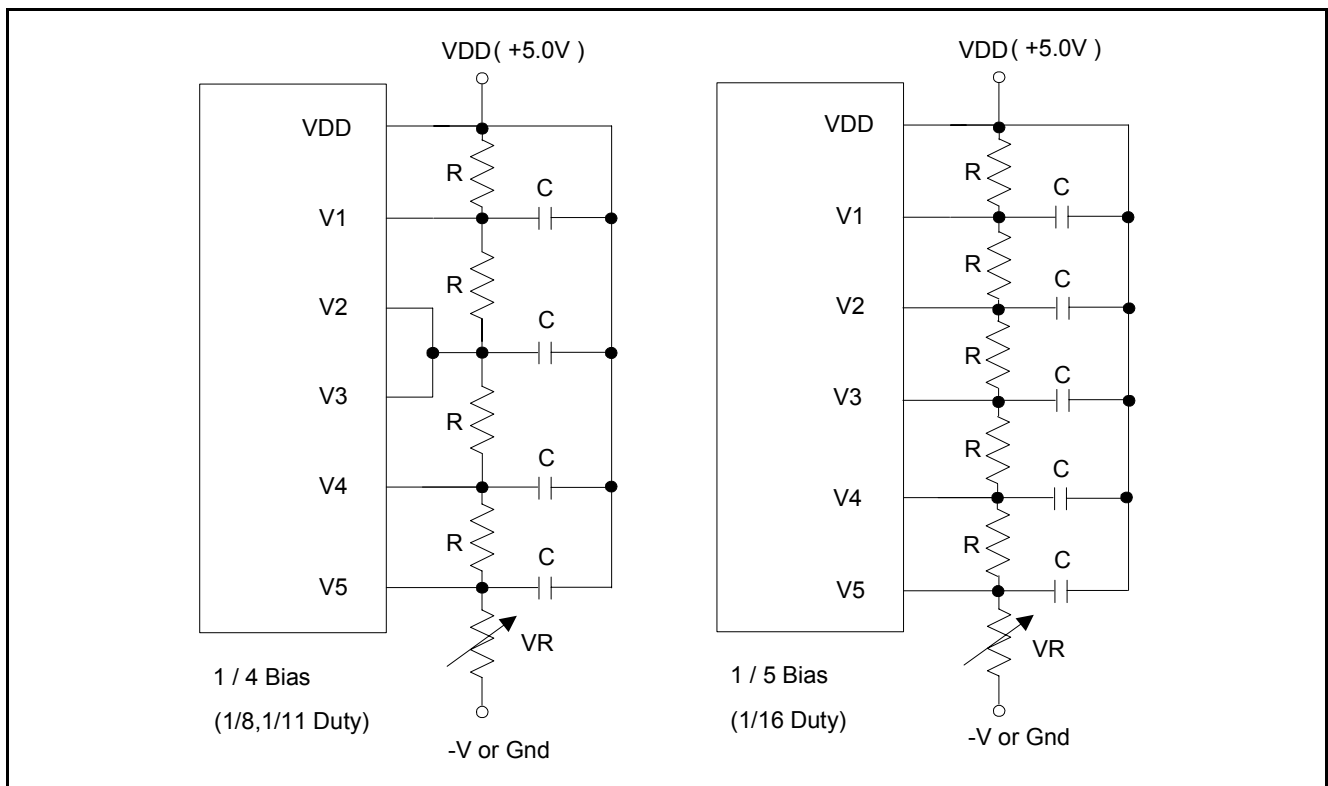 VDD( +5.0V )
VDD
R
C
V1
R
V2
C
V3
R
V4
C
R
V5
C
VR
1 / 4 Bias
(1/8,1/11 Duty)
-V or Gnd
VDD( +5.0V )
VDD
R
C
V1
R
C
V2
R
C
V3
R
C
V4
R
C
V5
VR
1 / 5 Bias
(1/16 Duty)
-V or Gnd